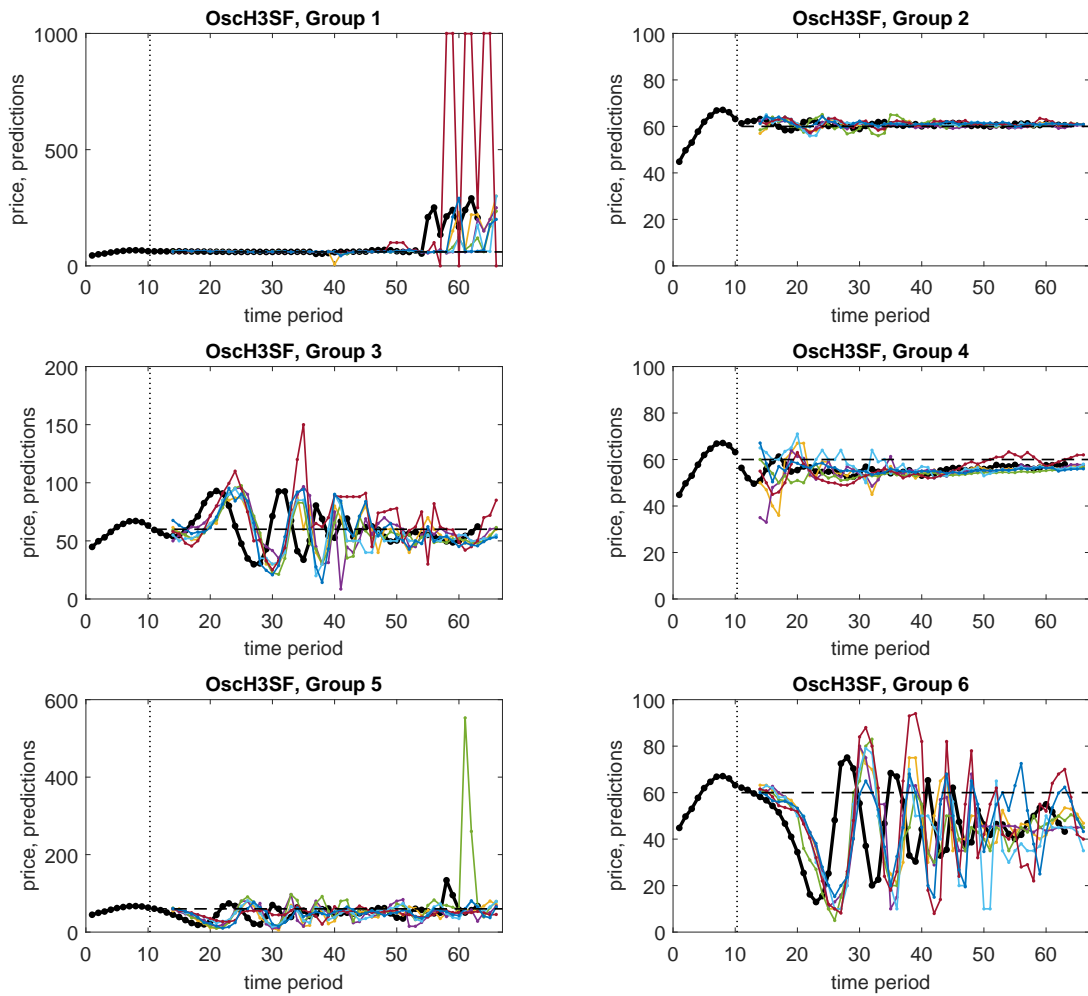 OscH3SF, Group 1
1000
500
0
price, predictions
0 10 20 30 40 50 60
time period
OscH3SF, Group 2
100
80
60
40
20
0
price, predictions
0 10 20 30 40 50 60
time period
OscH3SF, Group 3
200
150
100
50
0
price, predictions
0 10 20 30 40 50 60
time period
OscH3SF, Group 4
100
80
60
40
20
0
price, predictions
0 10 20 30 40 50 60
time period
OscH3SF, Group 5
600
400
200
0
price, predictions
0 10 20 30 40 50 60
time period
OscH3SF, Group 6
100
80
60
40
20
0
price, predictions
0 10 20 30 40 50 60
time period